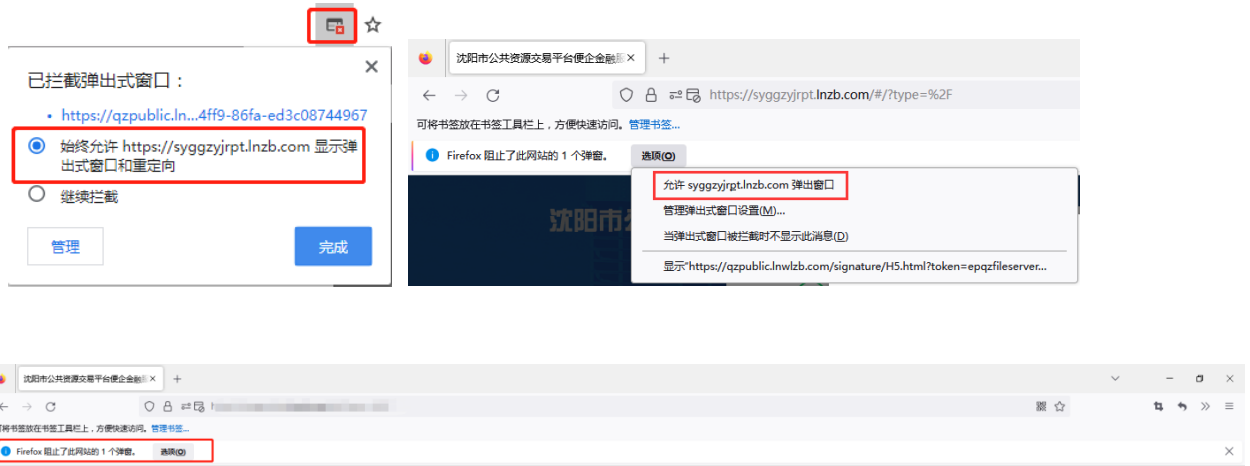 已拦截弹出式窗口：
https://qzpublic.ln...4ff9-86fa-ed3c08744967
始终允许 https://syggzyjrpt.lnzb.com 显示弹
出式窗口和重定向
继续拦截
管理
完成
沈阳市公共资源交易平台便企金融
https://syggzyjrpt.lnzb.com/#/?type=%2F
可将书签放在书签工具栏上，方便快速访问。管理书签...
Firefox 阻止了此网站的 1 个弹窗。 选项(O)
允许 syggzyjrpt.lnzb.com 弹出窗口
管理弹出式窗口设置(M)...
当弹出式窗口被拦截时不显示此消息(D)
显示"https://qzpublic.lnwlzb.com/signature/H5.html?token=epqzfileserver...
沈阳市
沈阳市公共资源交易平台便企金融
将书签放在书签工具栏上，方便快速访问。管理书签...
Firefox 阻止了此网站的 1 个弹窗。 选项(O)